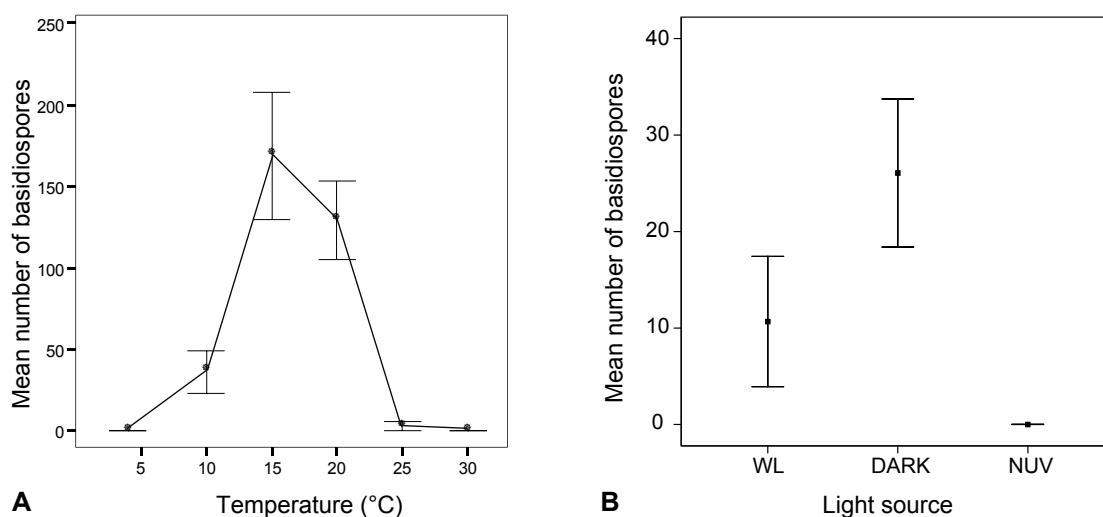 250
200
150
100
50
0
Mean number of basidiospores
5 10 15 20 25 30
Temperature (°C)
A
40
30
20
10
0
Mean number of basidiospores
WL DARK NUV
Light source
B